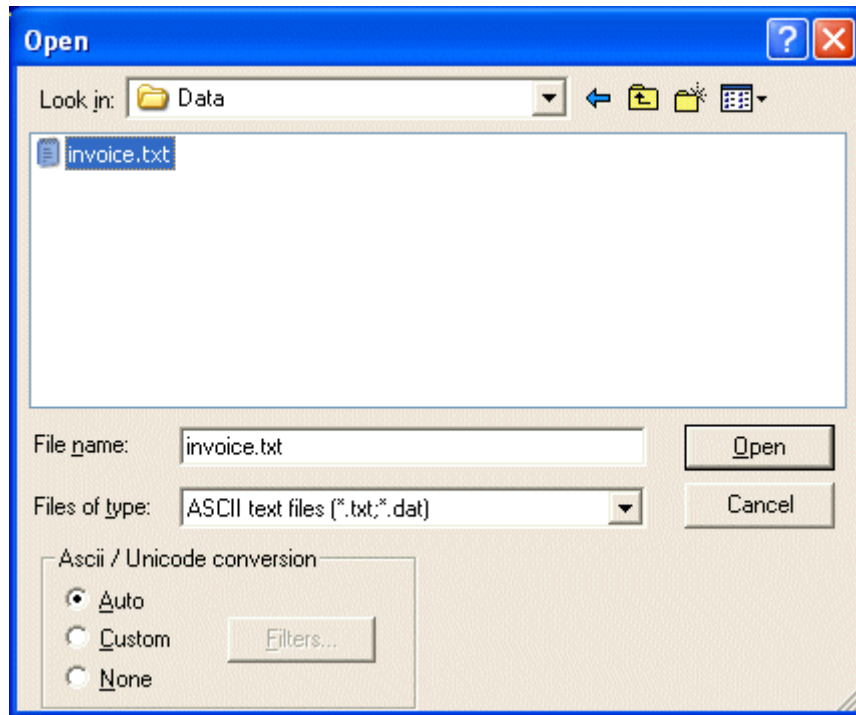 Open
Look in: Data
invoice.txt
File name: invoice.txt Open
Files of type: ASCII text files (*.txt;*.dat) Cancel
Ascii / Unicode conversion
Auto
Custom Filters...
None